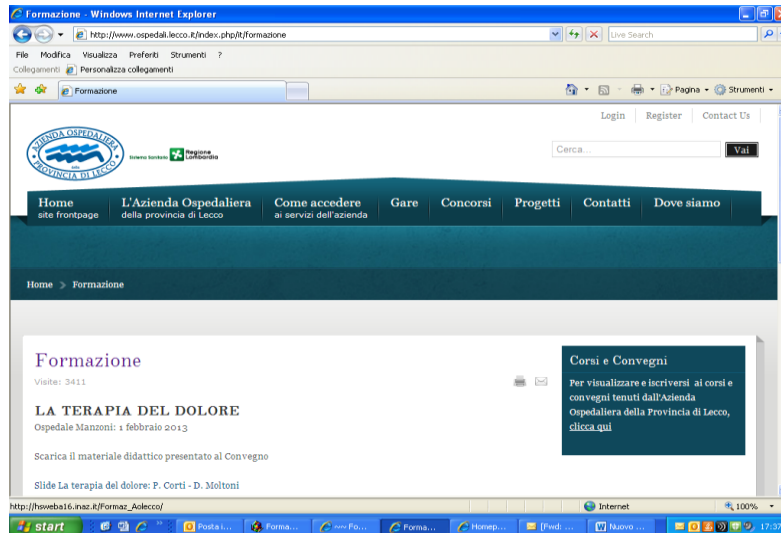 Formazione - Windows Internet Explorer
http://www.ospedali.lecco.it/index.php/it/formazione
Live Search
File Modifica Visualizza Preferiti Strumenti ?
Collegamenti Personalizza collegamenti
Formazione
Pagina Strumenti
Login Register Contact Us
AZIENDA OSPEDALIERA
della
PROVINCIA DI LECCO
Sistema Sanitario Regione Lombardia
Cerca... Vai
Home L'Azienda Ospedaliera Come accedere Gare Concorsi Progetti Contatti Dove siamo
site frontpage della provincia di Lecco ai servizi dell'azienda
Home Formazione
Formazione
Visite: 3411
LA TERAPIA DEL DOLORE
Ospedale Manzoni: 1 febbraio 2013
Scarica il materiale didattico presentato al Convegno
Slide La terapia del dolore: P. Corti - D. Moltoni
Corsi e Convegni
Per visualizzare e iscriversi ai corsi e
convegni tenuti dall'Azienda
Ospedaliera della Provincia di Lecco,
clicca qui
http://hsweba16.inaz.it/Formaz_Aolecco/
Internet 100%
start Posta i... Forma... Forma... Homep... [Fwd: ... Nuovo ... 17:37